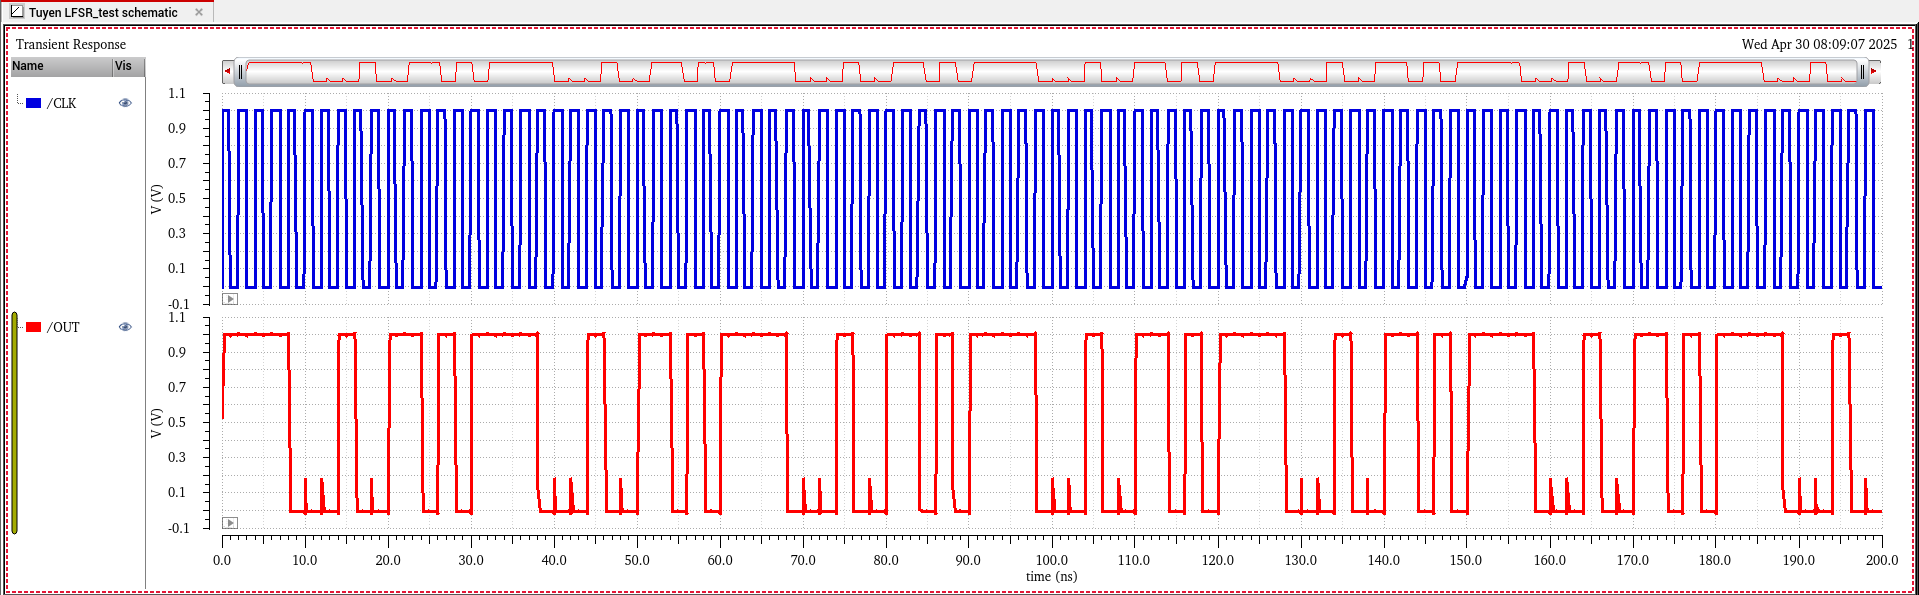 Tuyen LFSR_test schematic ×
Transient Response
Wed Apr 30 08:09:07 2025 1
Name Vis
/CLK
1.1
0.9
0.7
0.5
0.3
0.1
-0.1
V (V)
/OUT
1.1
0.9
0.7
0.5
0.3
0.1
-0.1
V (V)
0.0 10.0 20.0 30.0 40.0 50.0 60.0 70.0 80.0 90.0 100.0 110.0 120.0 130.0 140.0 150.0 160.0 170.0 180.0 190.0 200.0
time (ns)